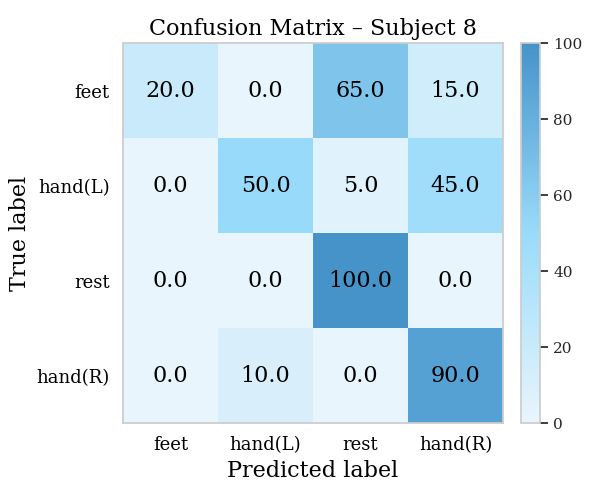 Confusion Matrix – Subject 8
True label
feet 20.0 0.0 65.0 15.0
hand(L) 0.0 50.0 5.0 45.0
rest 0.0 0.0 100.0 0.0
hand(R) 0.0 10.0 0.0 90.0
feet hand(L) rest hand(R)
Predicted label
100
80
60
40
20
0